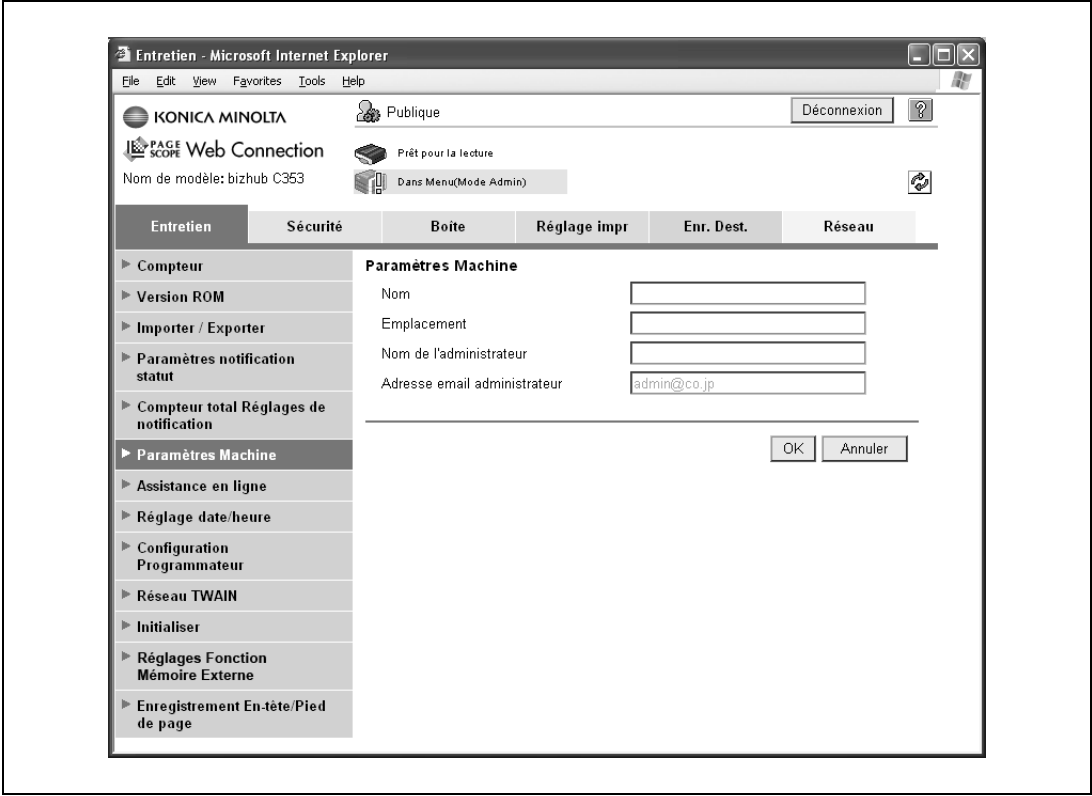 Entretien - Microsoft Internet Explorer
File Edit View Favorites Tools Help
KONICA MINOLTA
Publique
Déconnexion
?
PAGE SCOPE Web Connection
Prêt pour la lecture
Nom de modèle: bizhub C353
Dans Menu(Mode Admin)
Entretien Sécurité Boîte Réglage impr Enr. Dest. Réseau
Compteur
Version ROM
Importer / Exporter
Paramètres notification
statut
Compteur total Réglages de
notification
Paramètres Machine
Assistance en ligne
Réglage date/heure
Configuration
Programmateur
Réseau TWAIN
Initialiser
Réglages Fonction
Mémoire Externe
Enregistrement En-tête/Pied
de page
Paramètres Machine
Nom
Emplacement
Nom de l'administrateur
Adresse email administrateur admin@co.jp
OK Annuler